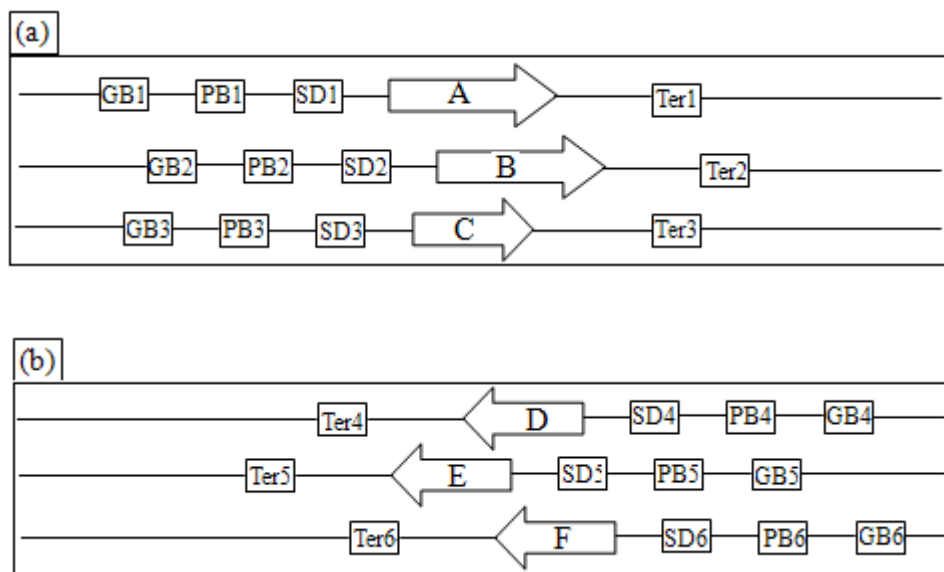 (a)
GB1 PB1 SD1 A Ter1
GB2 PB2 SD2 B Ter2
GB3 PB3 SD3 C Ter3
(b)
Ter4 D SD4 PB4 GB4
Ter5 E SD5 PB5 GB5
Ter6 F SD6 PB6 GB6